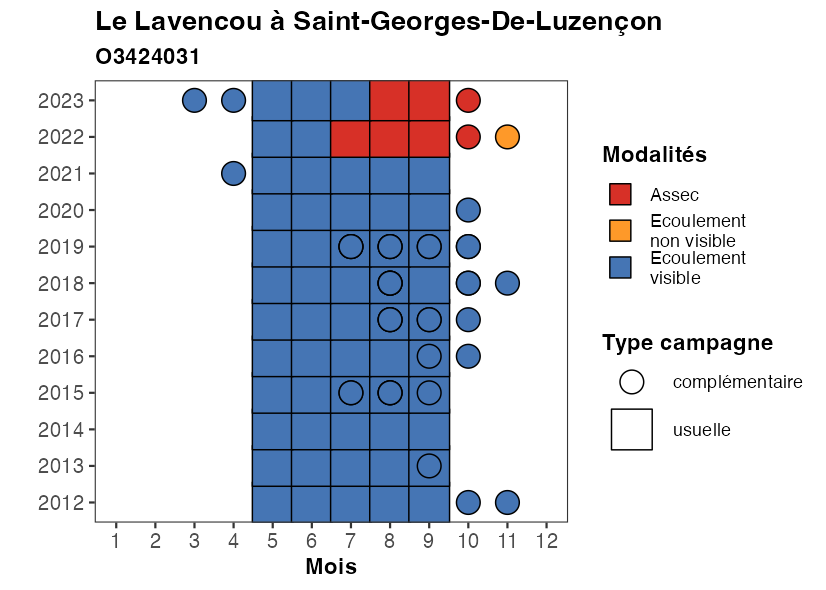 Le Lavencou à Saint-Georges-De-Luzençon
O3424031
2023
2022
2021
2020
2019
2018
2017
2016
2015
2014
2013
2012
1 2 3 4 5 6 7 8 9 10 11 12
Mois
Modalités
Assec
Ecoulement
non visible
Ecoulement
visible
Type campagne
complémentaire
usuelle